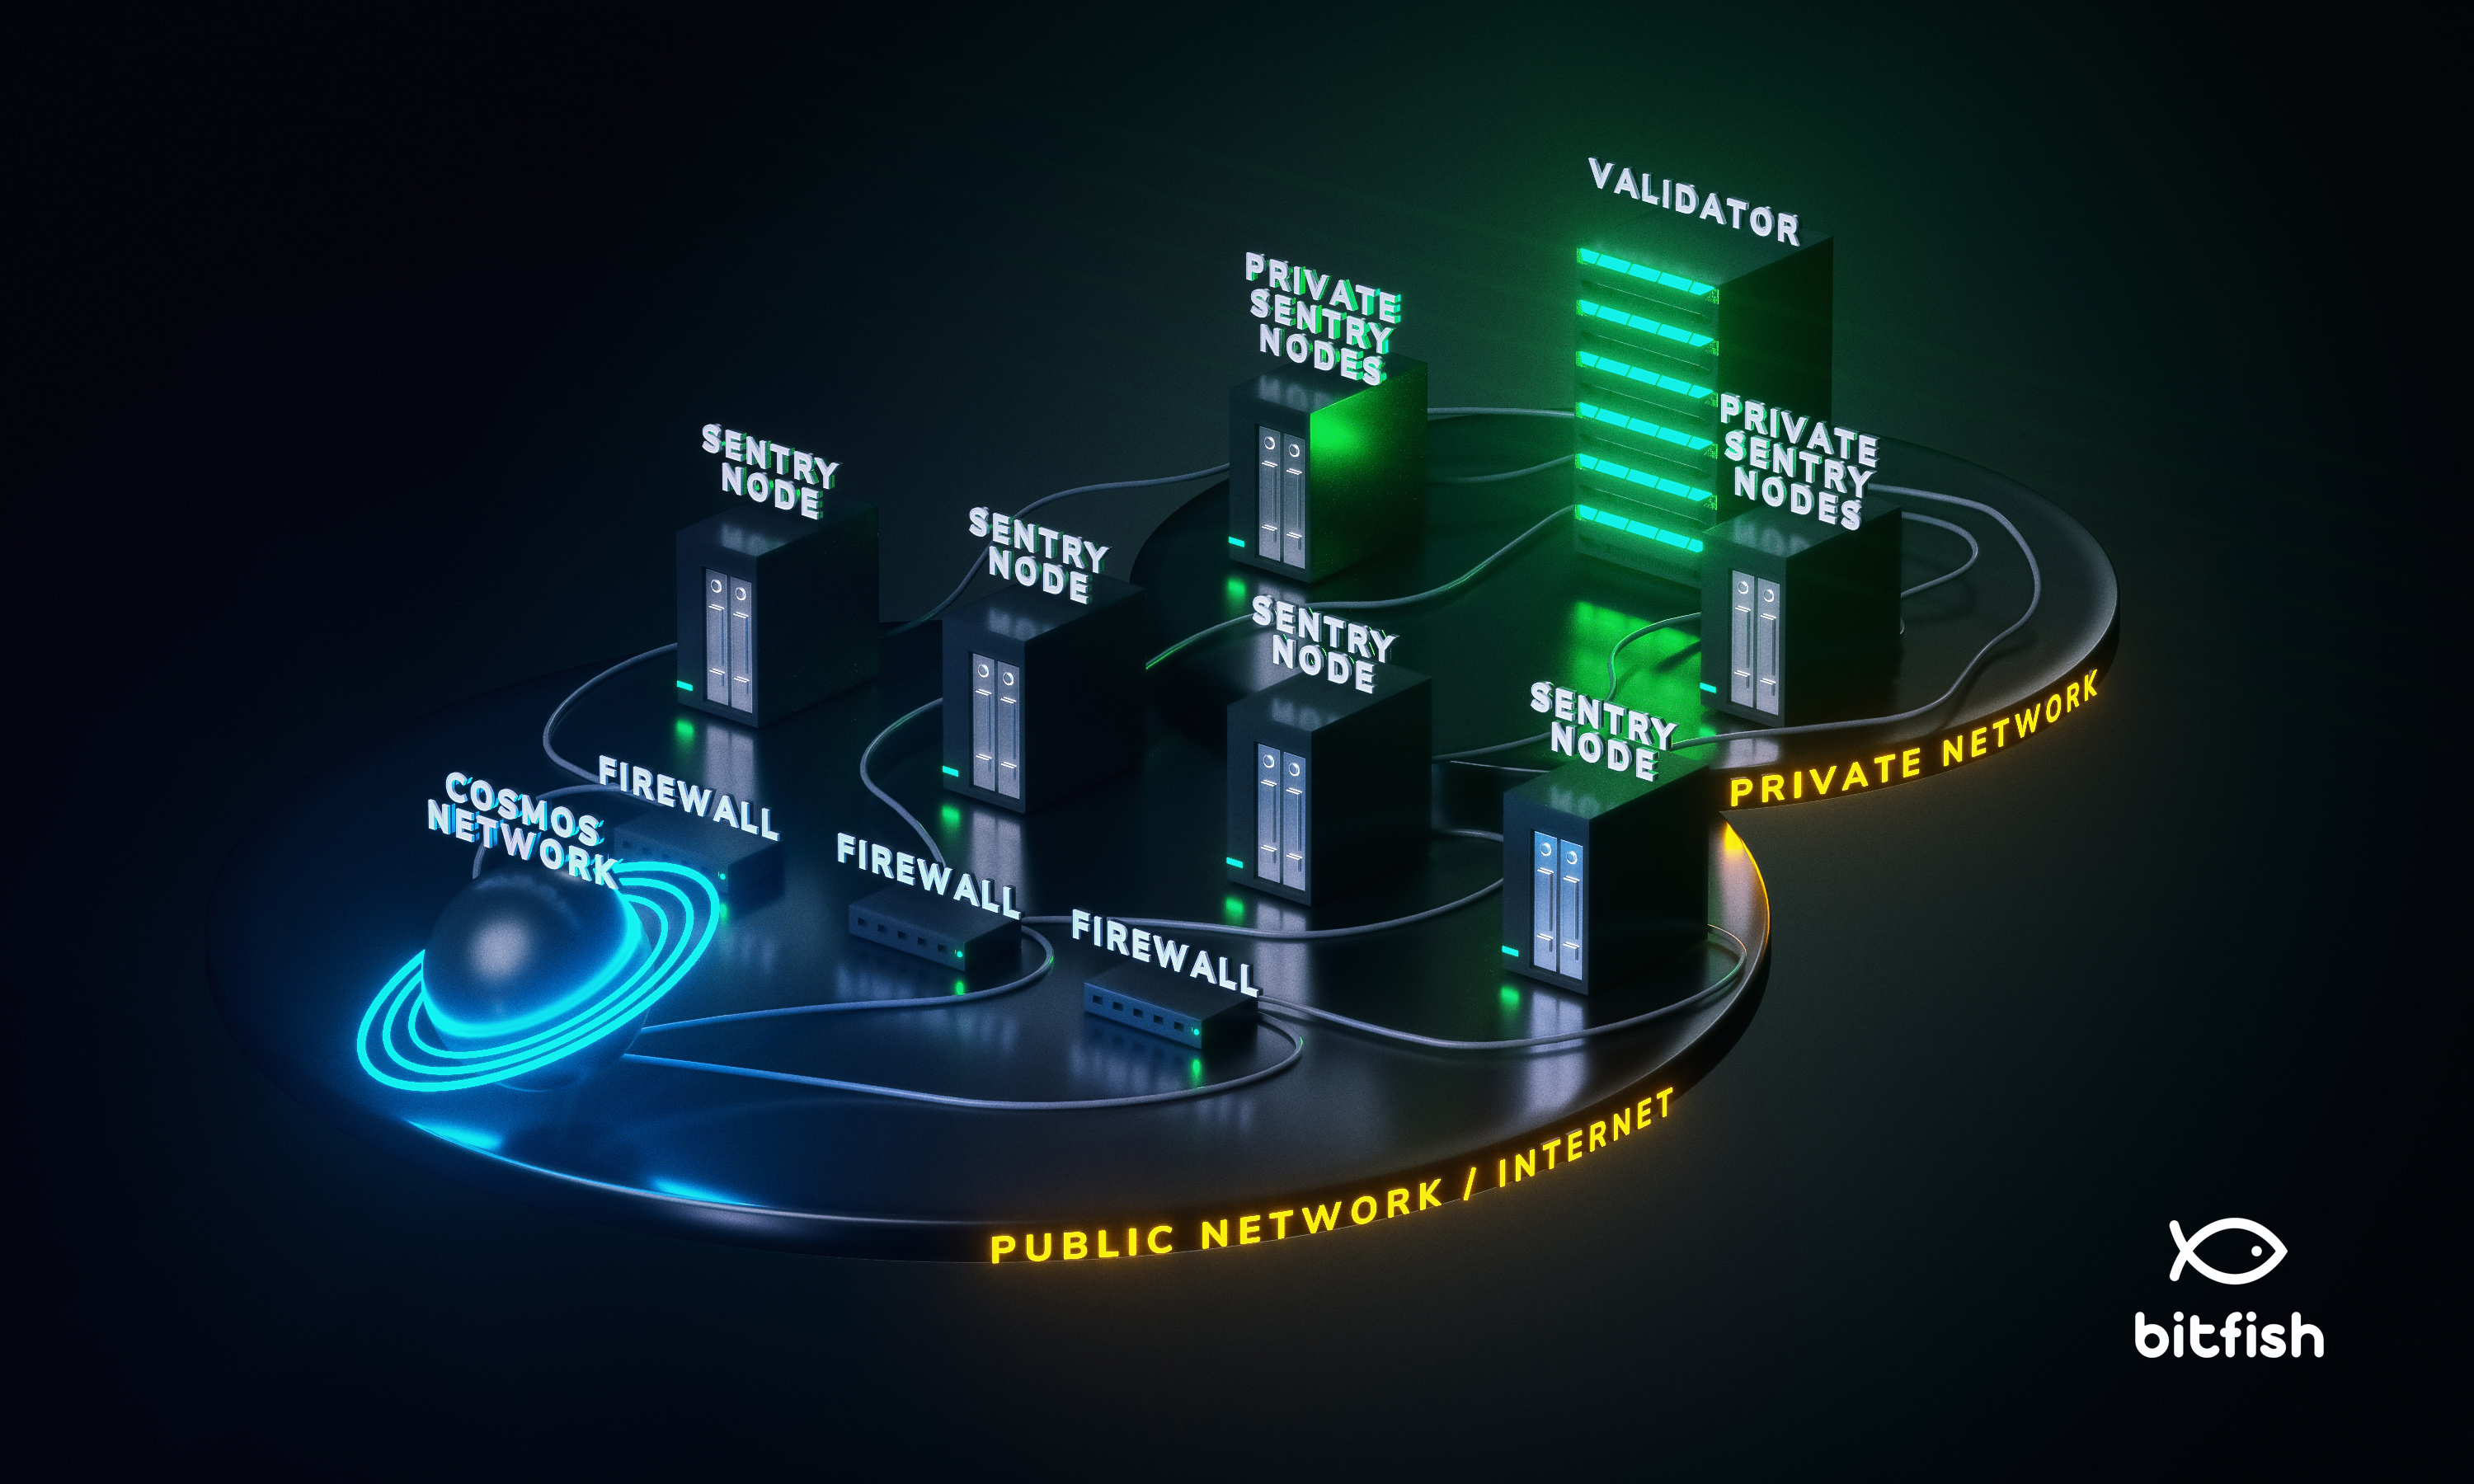 VALIDATOR
PRIVATE
SENTRY
NODES
PRIVATE
SENTRY
NODES
SENTRY
NODE
SENTRY
NODE
SENTRY
NODE
SENTRY
NODE
FIREWALL
COSMOS
NETWORK
FIREWALL
FIREWALL
PRIVATE NETWORK
PUBLIC NETWORK / INTERNET
bitfish